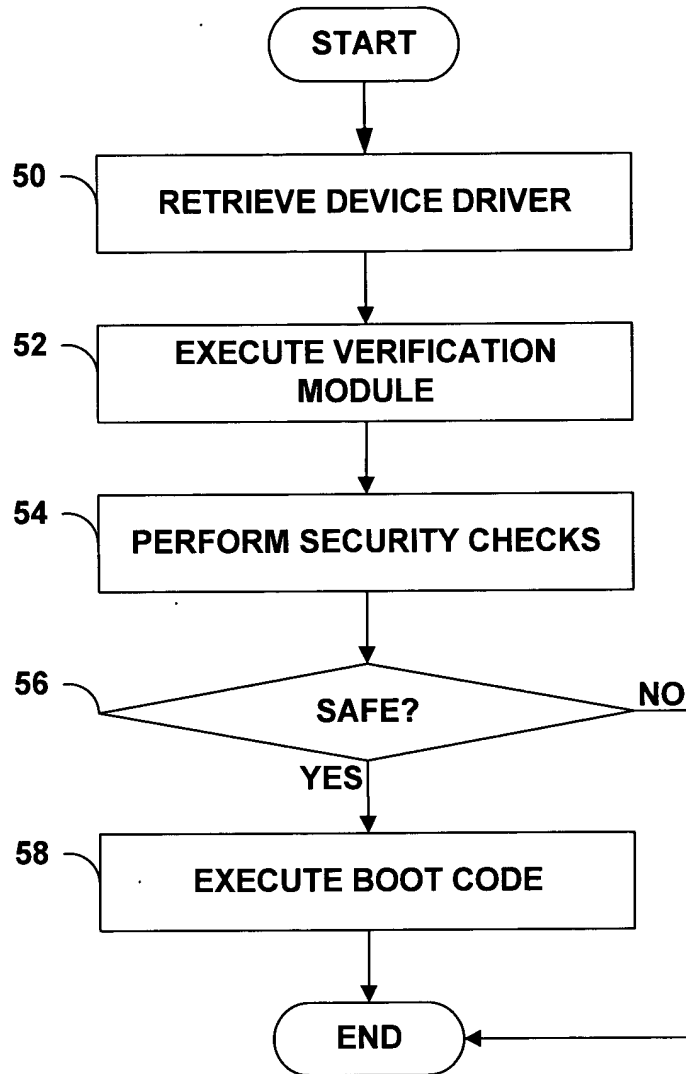 START
50
RETRIEVE DEVICE DRIVER
52
EXECUTE VERIFICATION
MODULE
54
PERFORM SECURITY CHECKS
56
SAFE?
NO
YES
58
EXECUTE BOOT CODE
END